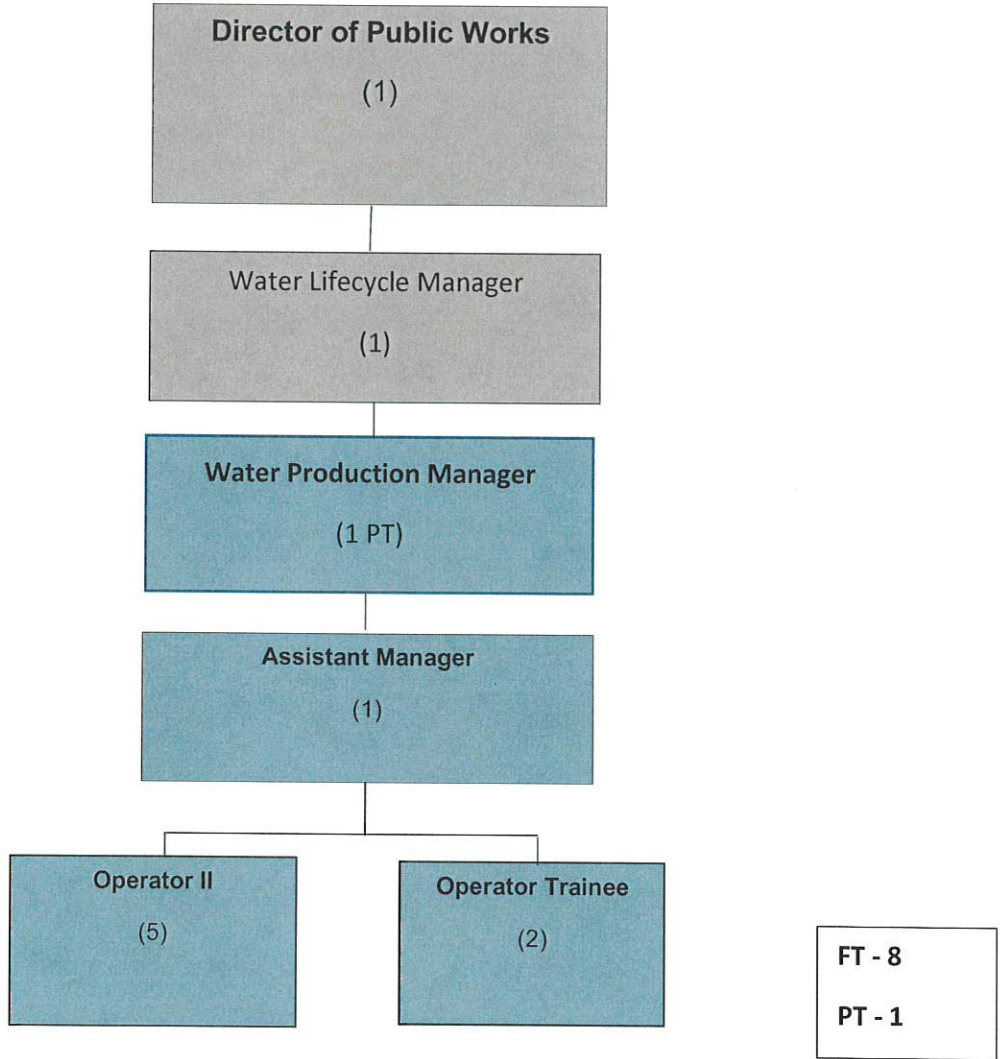 Director of Public Works
(1)
Water Lifecycle Manager
(1)
Water Production Manager
(1 PT)
Assistant Manager
(1)
Operator II
(5)
Operator Trainee
(2)
FT - 8
PT - 1